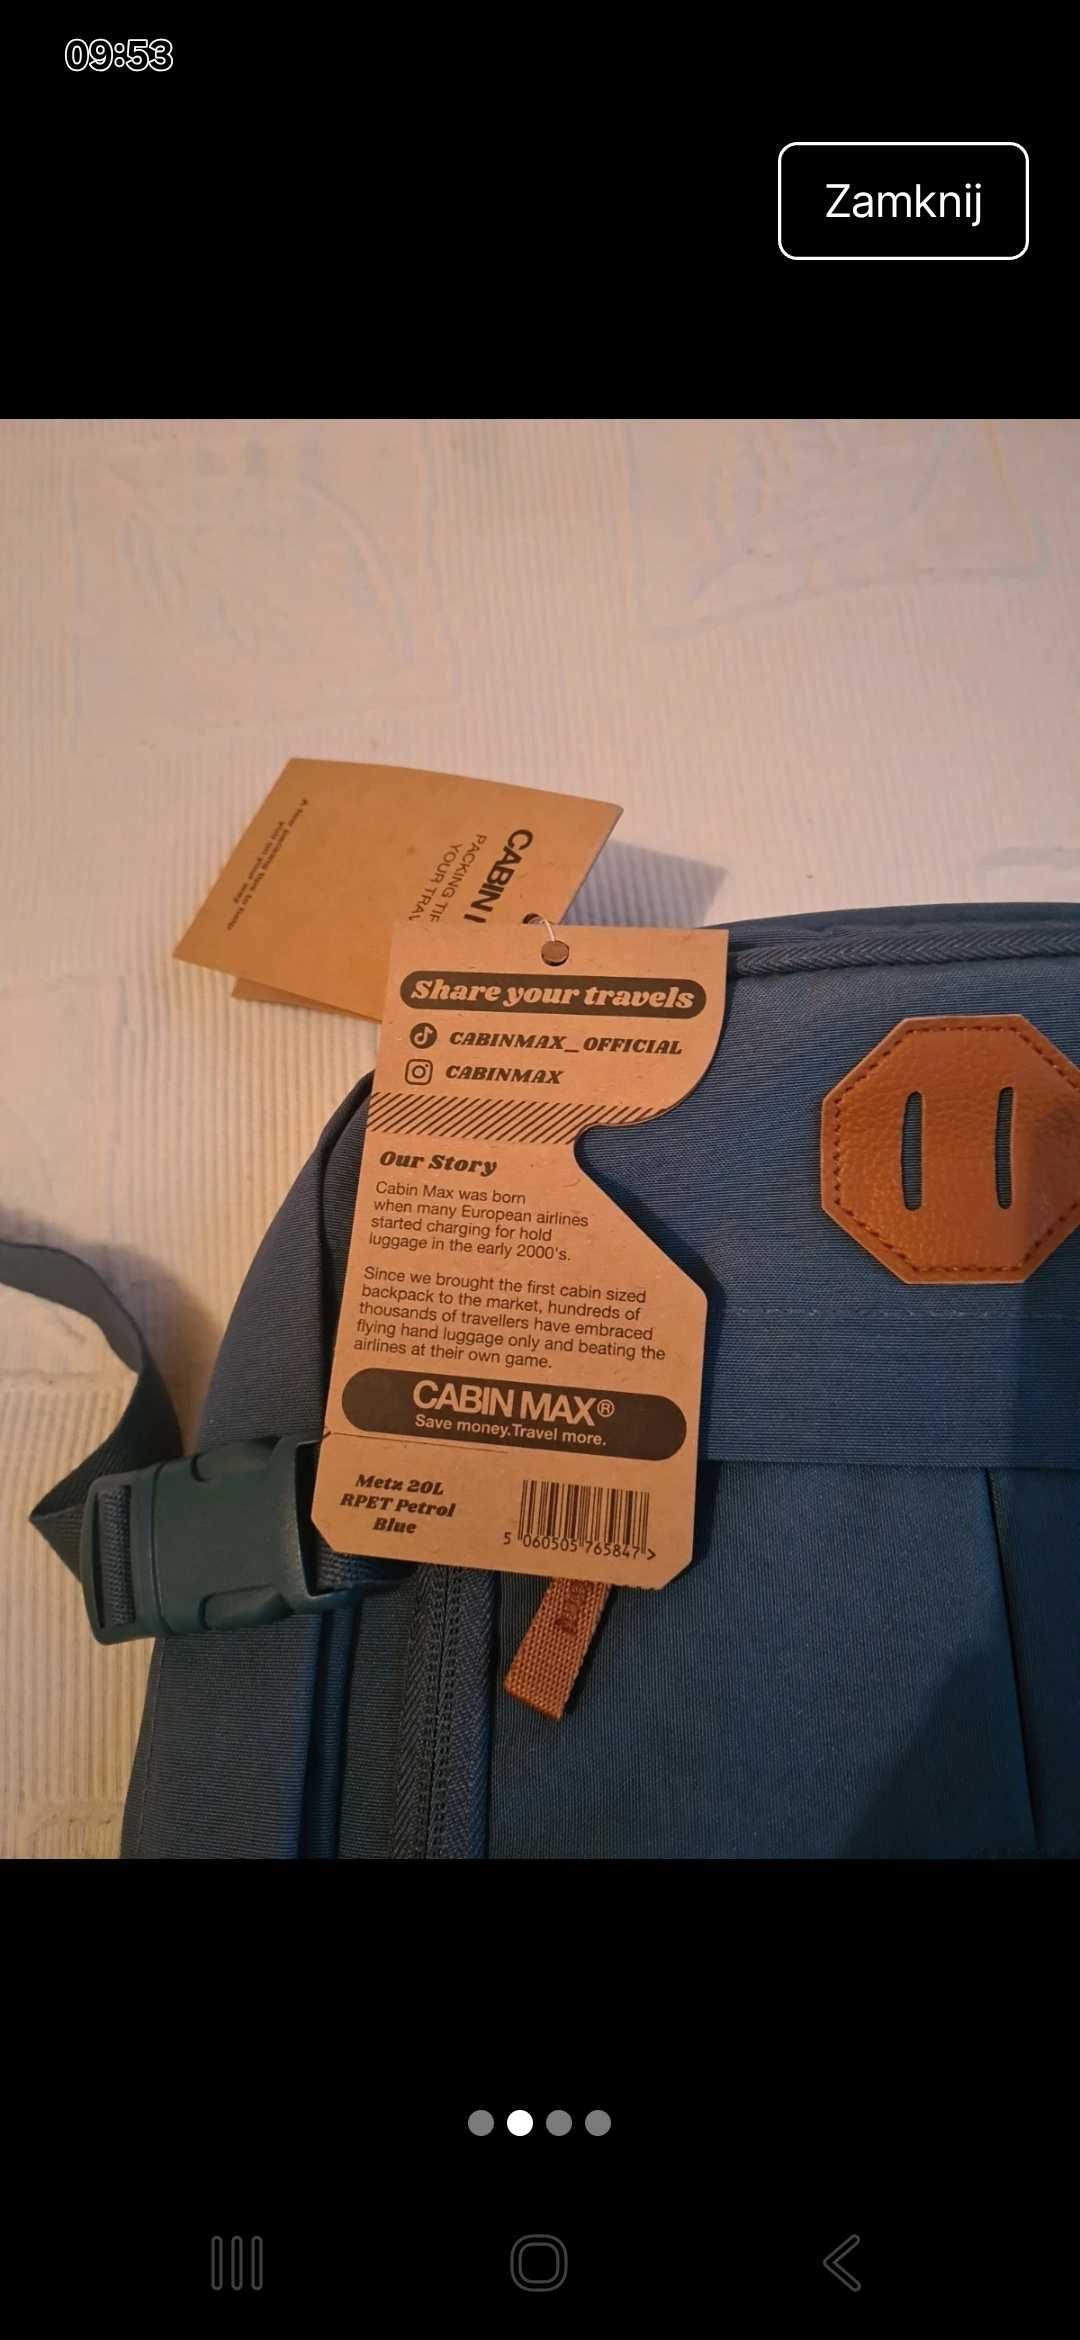 09:53
Zamknij
CABIN
PACKING
YOUR
Share your travels
CABINMAX_OFFICIAL
CABINMAX
Our Story
Cabin Max was born
when many European airlines
started charging for hold
luggage in the early 2000's.
Since we brought the first cabin sized
backpack to the market, hundreds of
thousands of travellers have embraced
flying hand luggage only and beating the
airlines at their own game.
CABIN MAX®
Save money.Travel more.
Metz 20L
RPET Petrol
Blue
5 060505 765847 >